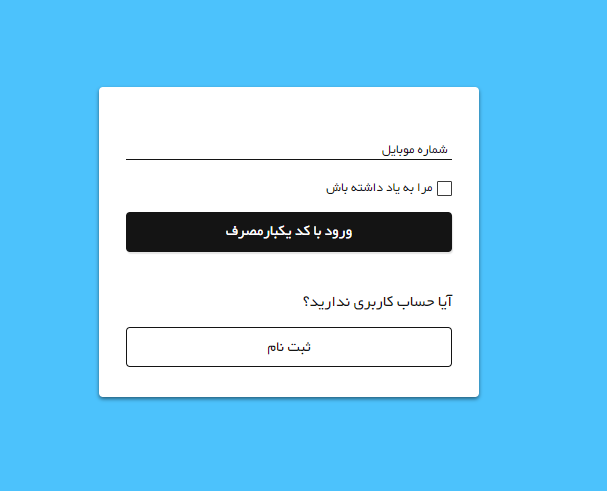 شماره موبایل
مرا به یاد داشته باش
ورود با کد یکبارمصرف
آیا حساب کاربری ندارید؟
ثبت نام